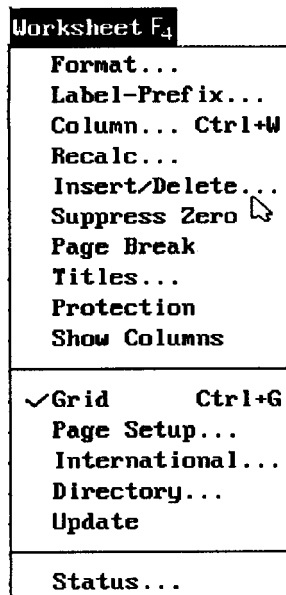 Worksheet F4
Format...
Label-Prefix...
Column... Ctrl+W
Recalc...
Insert/Delete...
Suppress Zero
Page Break
Titles...
Protection
Show Columns
✓Grid Ctrl+G
Page Setup...
International...
Directory...
Update
Status...